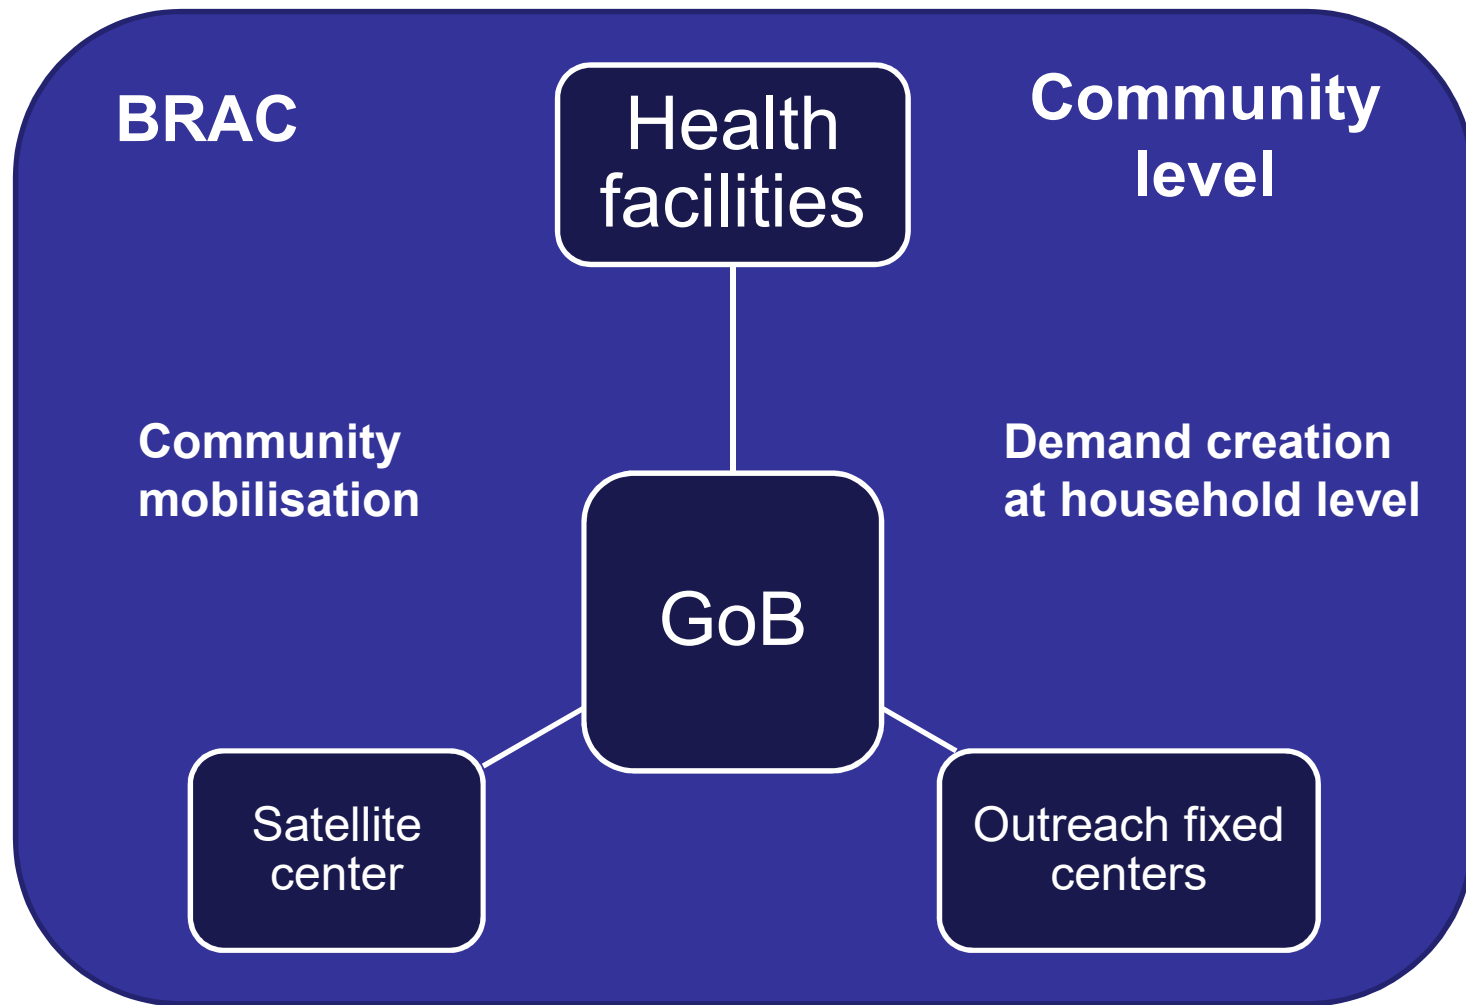 BRAC
Health
facilities
Community
level
Community
mobilisation
Demand creation
at household level
GoB
Satellite
center
Outreach fixed
centers